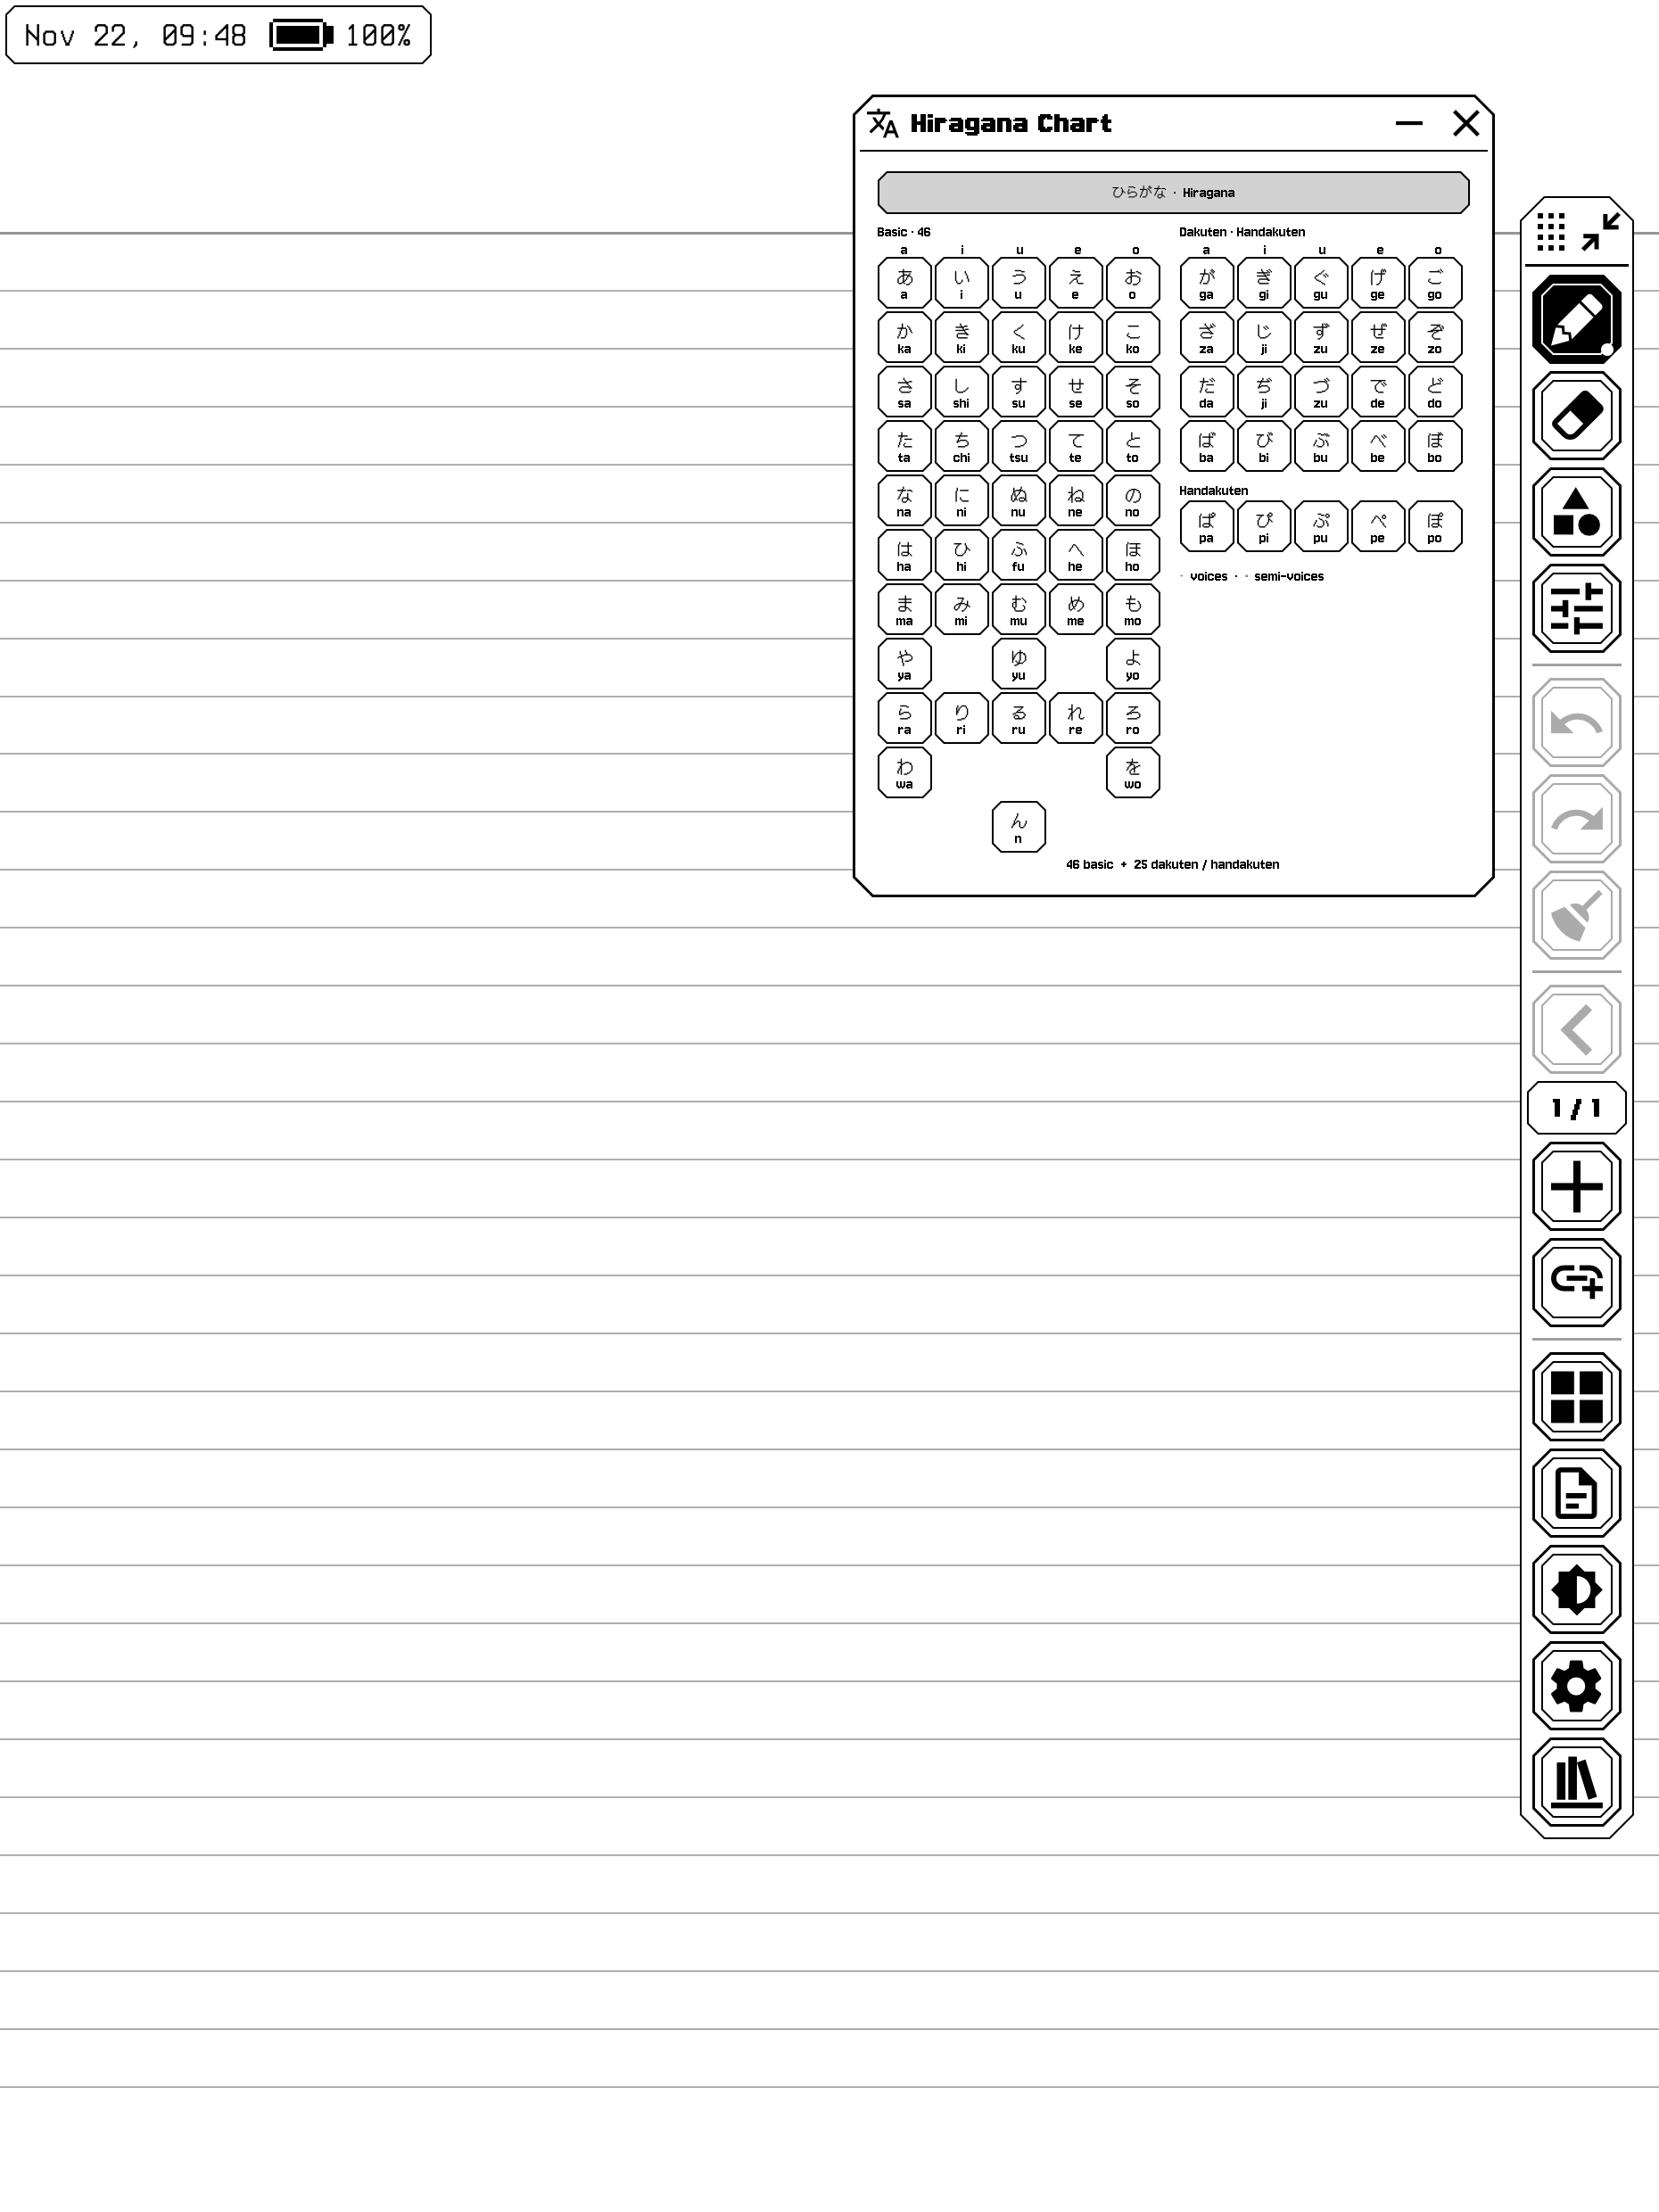 Nov 22, 09:48 100%
Hiragana Chart
ひらがな · Hiragana
Basic · 46
a i u e o
あ い う え お
a i u e o
か き く け こ
ka ki ku ke ko
さ し す せ そ
sa shi su se so
た ち つ て と
ta chi tsu te to
な に ぬ ね の
na ni nu ne no
は ひ ふ へ ほ
ha hi fu he ho
ま み む め も
ma mi mu me mo
や ゆ よ
ya yu yo
ら り る れ ろ
ra ri ru re ro
わ を
wa wo
ん
n
Dakuten · Handakuten
a i u e o
が ぎ ぐ げ ご
ga gi gu ge go
ざ じ ず ぜ ぞ
za ji zu ze zo
だ ぢ づ で ど
da ji zu de do
ば び ぶ べ ぼ
ba bi bu be bo
Handakuten
ぱ ぴ ぷ ぺ ぽ
pa pi pu pe po
voices · semi-voices
46 basic + 25 dakuten / handakuten
1/1